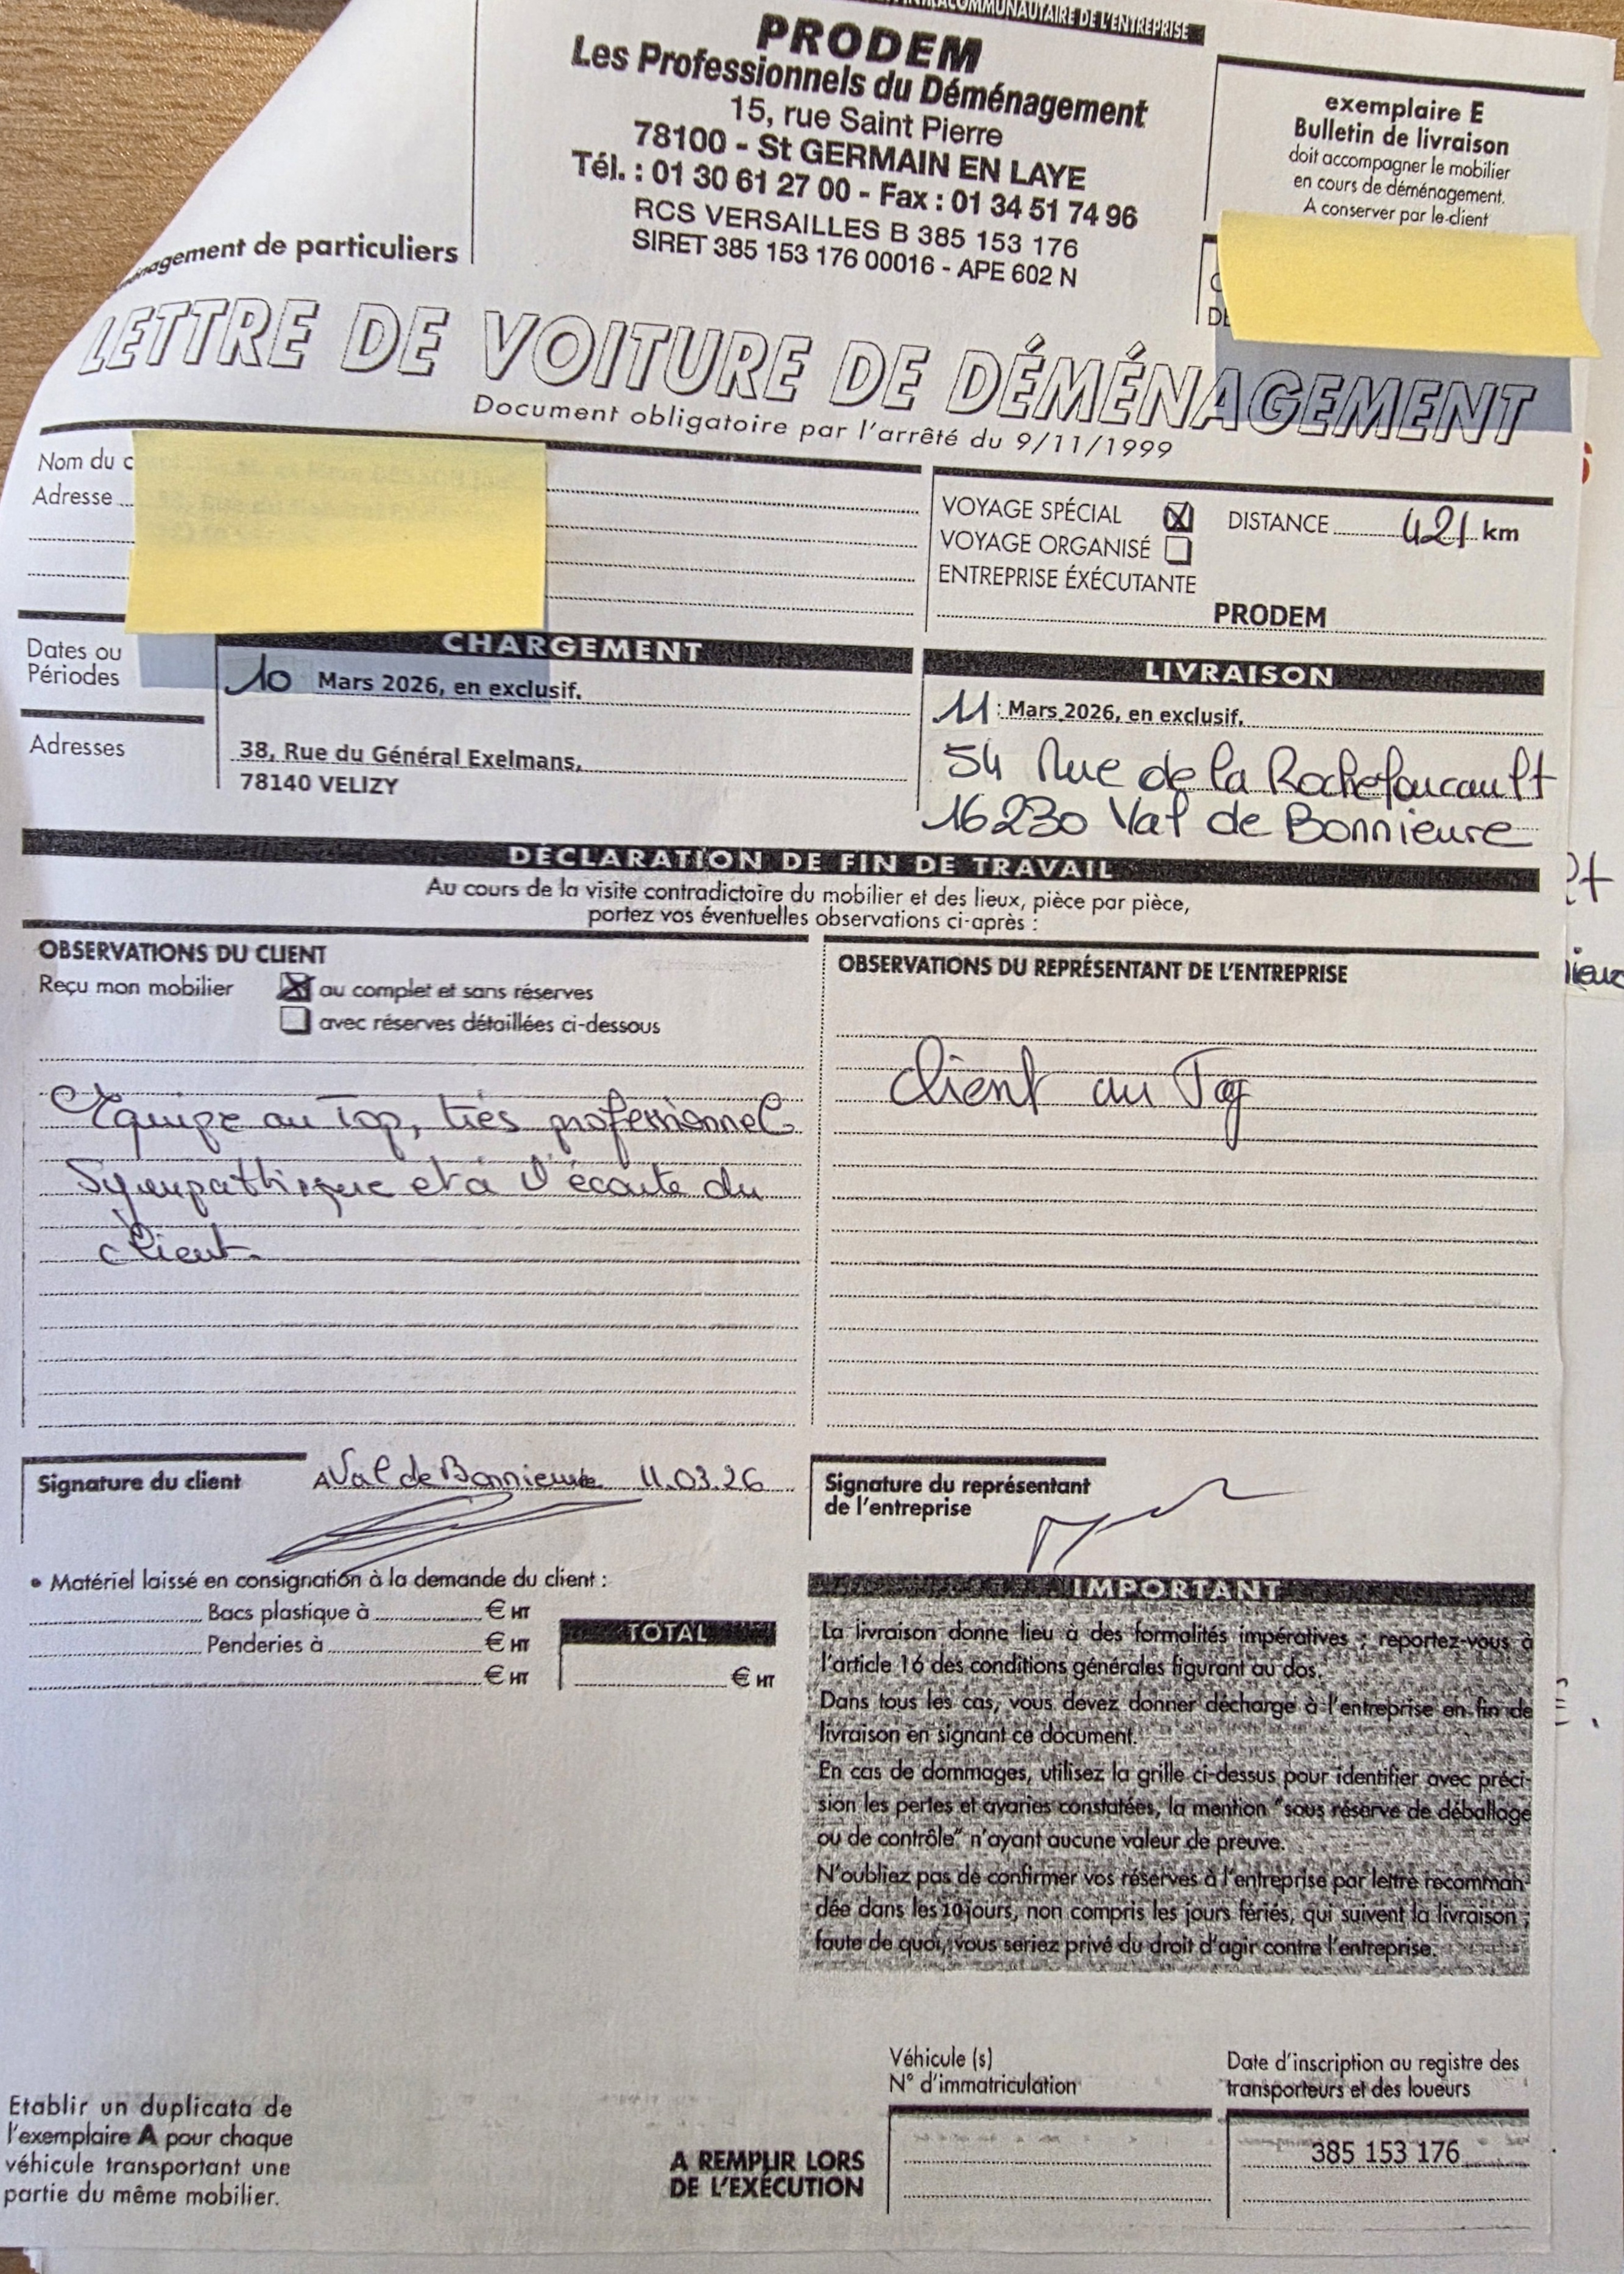 INTRACOMMUNAUTAIRE DE L'ENTREPRISE
PRODEM
Les Professionnels du Déménagement
15, rue Saint Pierre
78100 - St GERMAIN EN LAYE
Tél. : 01 30 61 27 00 - Fax : 01 34 51 74 96
RCS VERSAILLES B 385 153 176
SIRET 385 153 176 00016 - APE 602 N
exemplaire E
Bulletin de livraison
doit accompagner le mobilier
en cours de déménagement.
A conserver par le client
de particuliers
LETTRE DE VOITURE DE DÉMÉNAGEMENT
Document obligatoire par l'arrêté du 9/11/1999
Nom du
Adresse
VOYAGE SPÉCIAL X DISTANCE 421 km
VOYAGE ORGANISÉ
ENTREPRISE ÉXÉCUTANTE
PRODEM
Dates ou
Périodes
CHARGEMENT
10 Mars 2026, en exclusif.
LIVRAISON
11 : Mars 2026, en exclusif.
Adresses
38, Rue du Général Exelmans,
78140 VELIZY
54 Rue de la Rochefoucault
16230 Val de Bonnieure
DÉCLARATION DE FIN DE TRAVAIL
Au cours de la visite contradictoire du mobilier et des lieux, pièce par pièce,
portez vos éventuelles observations ci-après :
OBSERVATIONS DU CLIENT
Reçu mon mobilier X au complet et sans réserves
avec réserves détaillées ci-dessous
Equipe au Top, très professionnel
Sympathique et à l'écoute du
client.
OBSERVATIONS DU REPRÉSENTANT DE L'ENTREPRISE
Client au Top
Signature du client A Val de Bonnieure 11.03.26
Signature du représentant
de l'entreprise
• Matériel laissé en consignation à la demande du client :
Bacs plastique à € HT
Penderies à € HT
€ HT
TOTAL
€ HT
IMPORTANT
La livraison donne lieu à des formalités impératives ; reportez-vous à
l'article 16 des conditions générales figurant au dos.
Dans tous les cas, vous devez donner décharge à l'entreprise en fin de
livraison en signant ce document.
En cas de dommages, utilisez la grille ci-dessus pour identifier avec préci-
sion les pertes et avaries constatées, la mention "sous réserve de déballage
ou de contrôle" n'ayant aucune valeur de preuve.
N'oubliez pas de confirmer vos réserves à l'entreprise par lettre recomman-
dée dans les 10 jours, non compris les jours fériés, qui suivent la livraison ;
faute de quoi, vous seriez privé du droit d'agir contre l'entreprise.
Etablir un duplicata de
l'exemplaire A pour chaque
véhicule transportant une
partie du même mobilier.
A REMPLIR LORS
DE L'EXÉCUTION
Véhicule (s)
N° d'immatriculation
Date d'inscription au registre des
transporteurs et des loueurs
385 153 176